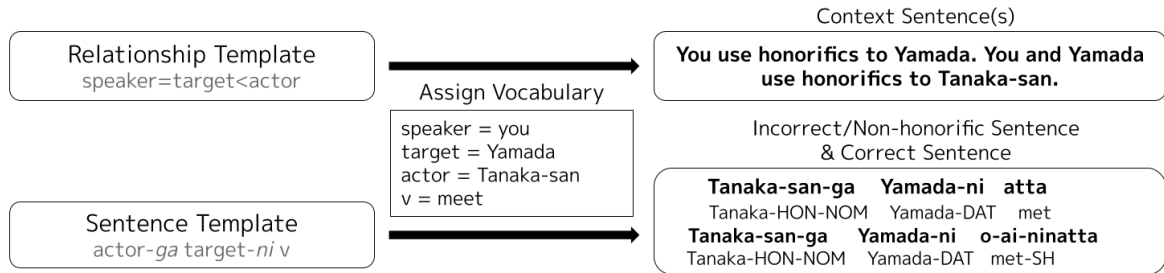 Relationship Template
speaker=target<actor
Context Sentence(s)
You use honorifics to Yamada. You and Yamada
use honorifics to Tanaka-san.
Assign Vocabulary
speaker = you
target = Yamada
actor = Tanaka-san
v = meet
Sentence Template
actor-ga target-ni v
Incorrect/Non-honorific Sentence
& Correct Sentence
Tanaka-san-ga Yamada-ni atta
Tanaka-HON-NOM Yamada-DAT met
Tanaka-san-ga Yamada-ni o-ai-ninatta
Tanaka-HON-NOM Yamada-DAT met-SH